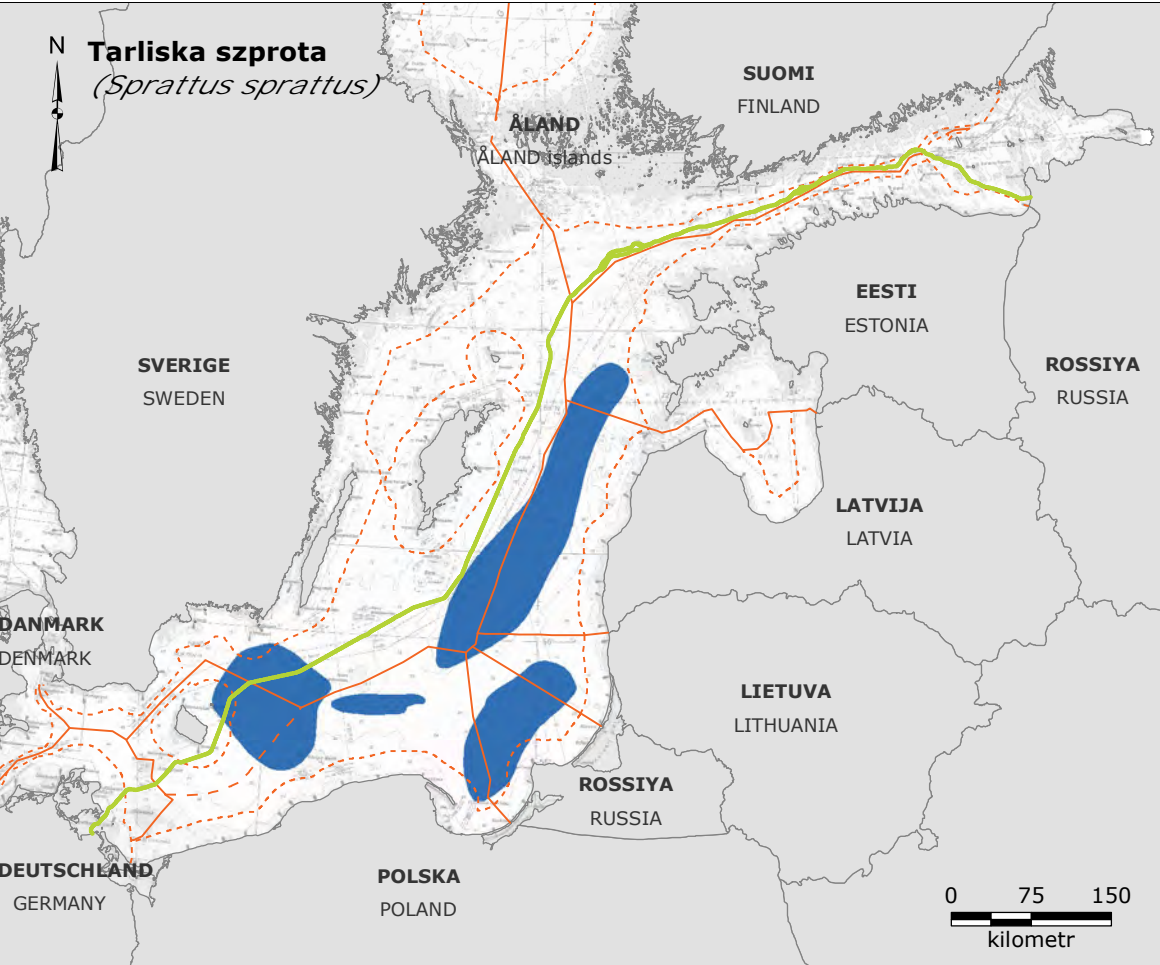 N
Tarliska szprota
(Sprattus sprattus)
SUOMI
FINLAND
ÅLAND
ÅLAND islands
EESTI
ESTONIA
SVERIGE
SWEDEN
ROSSIYA
RUSSIA
LATVIJA
LATVIA
DANMARK
DENMARK
LIETUVA
LITHUANIA
ROSSIYA
RUSSIA
DEUTSCHLAND
GERMANY
POLSKA
POLAND
0 75 150
kilometr